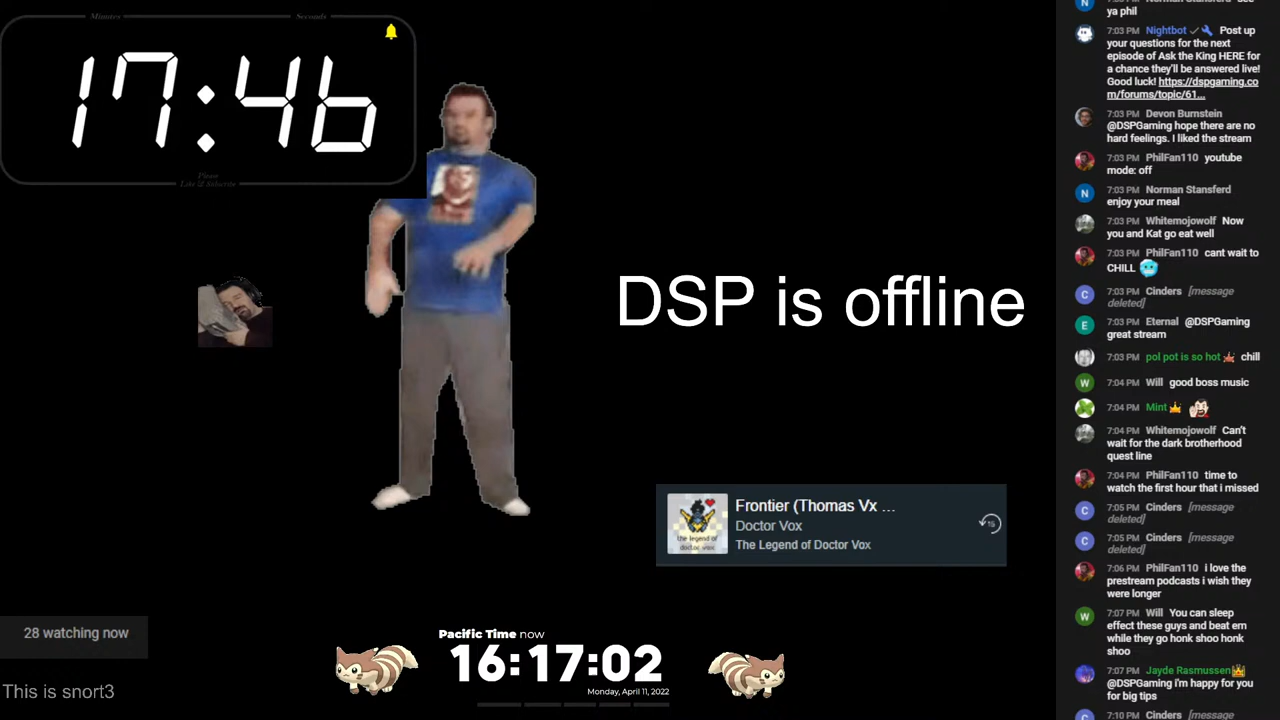 Minutes
Seconds
17:46
Please
Like & Subscribe
DSP is offline
Frontier (Thomas Vx …
Doctor Vox
The Legend of Doctor Vox
the legend of
doctor vox
15
28 watching now
This is snort3
Pacific Time now
16:17:02
Monday, April 11, 2022
ya phil
7:03 PM Nightbot Post up
your questions for the next
episode of Ask the King HERE for
a chance they'll be answered live!
Good luck! https://dspgaming.co
m/forums/topic/61...
7:03 PM Devon Burnstein
@DSPGaming hope there are no
hard feelings. I liked the stream
7:03 PM PhilFan110 youtube
mode: off
7:03 PM Norman Stansferd
enjoy your meal
7:03 PM Whitemojowolf Now
you and Kat go eat well
7:03 PM PhilFan110 cant wait to
CHILL
7:03 PM Cinders [message
deleted]
7:03 PM Eternal @DSPGaming
great stream
7:03 PM pol pot is so hot chill
7:04 PM Will good boss music
7:04 PM Mint
7:04 PM Whitemojowolf Can't
wait for the dark brotherhood
quest line
7:04 PM PhilFan110 time to
watch the first hour that i missed
7:05 PM Cinders [message
deleted]
7:05 PM Cinders [message
deleted]
7:06 PM PhilFan110 i love the
prestream podcasts i wish they
were longer
7:07 PM Will You can sleep
effect these guys and beat em
while they go honk shoo honk
shoo
7:07 PM Jayde Rasmussen
@DSPGaming i'm happy for you
for big tips
7:10 PM Cinders [message